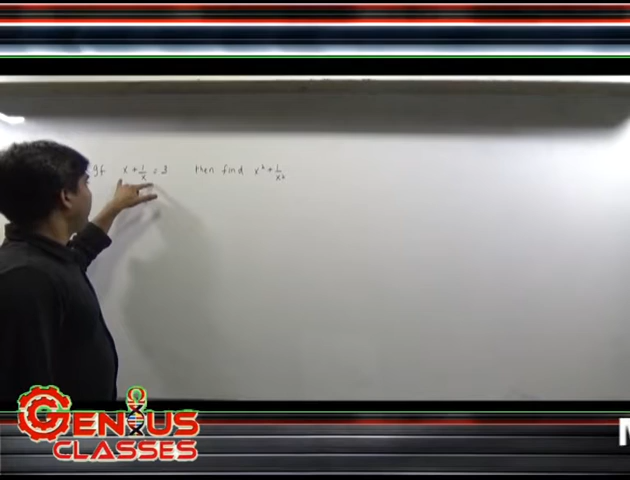 If x + 1/x = 3 then find x² + 1/x²
GENIUS
CLASSES
M